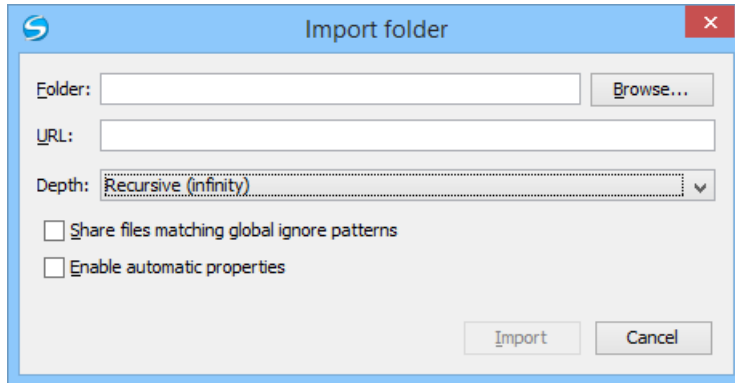 Import folder
Folder: Browse...
URL:
Depth: Recursive (infinity)
Share files matching global ignore patterns
Enable automatic properties
Import Cancel